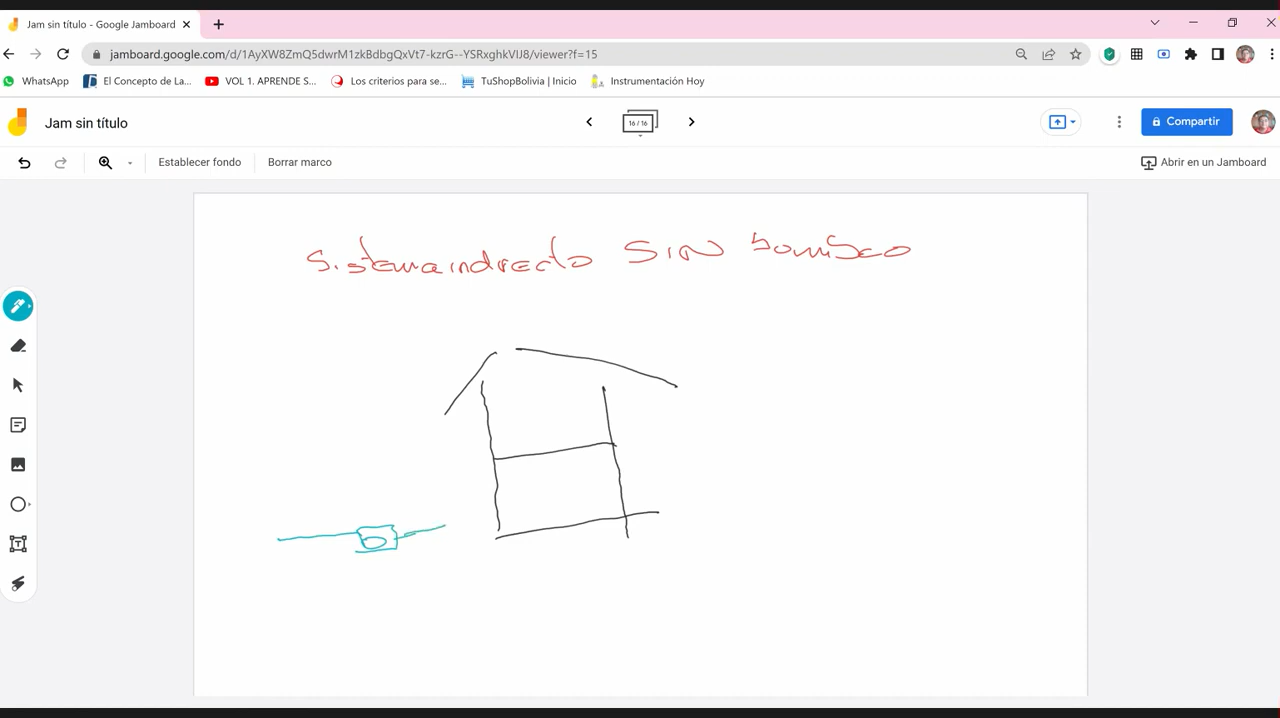 Jam sin título - Google Jamboard
jamboard.google.com/d/1AyXW8ZmQ5dwrM1zkBdbgQxVt7-kzrG--YSRxghkVlJ8/viewer?f=15
WhatsApp El Concepto de La... VOL 1. APRENDE S... Los criterios para se... TuShopBolivia | Inicio Instrumentación Hoy
Jam sin título
16 / 16
Compartir
Establecer fondo Borrar marco
Abrir en un Jamboard
Sistema indirecto SIN bombeo